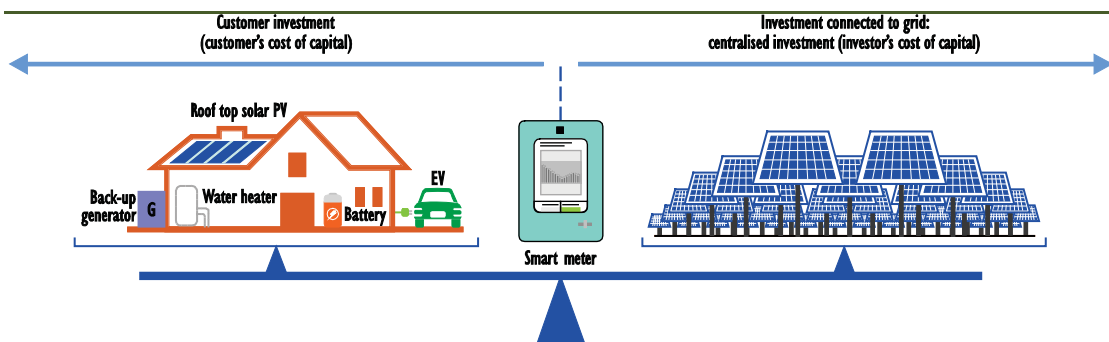 Customer investment
(customer's cost of capital)
Investment connected to grid:
centralised investment (investor's cost of capital)
Roof top solar PV
Back-up
generator
G
Water heater
Battery
EV
Smart meter